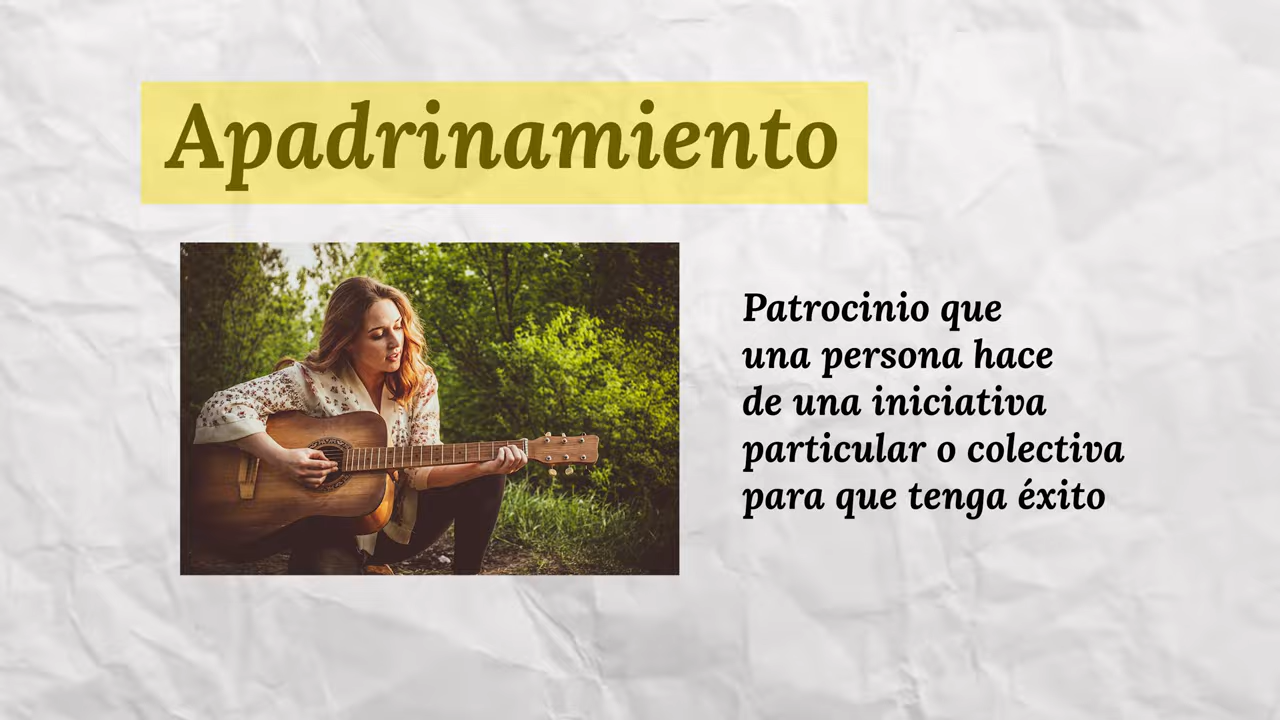 Apadrinamiento
Patrocinio que
una persona hace
de una iniciativa
particular o colectiva
para que tenga éxito